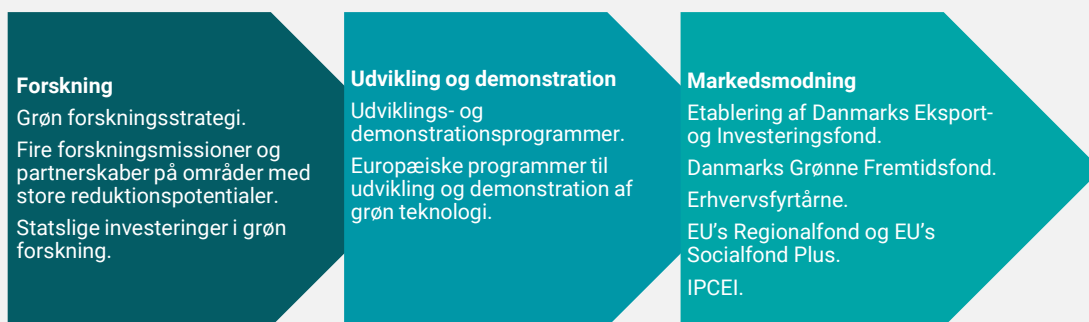 Forskning
Grøn forskningsstrategi.
Fire forskningsmissioner og
partnerskaber på områder med
store reduktionspotentialer.
Statslige investeringer i grøn
forskning.
Udvikling og demonstration
Udviklings- og
demonstrationsprogrammer.
Europæiske programmer til
udvikling og demonstration af
grøn teknologi.
Markedsmodning
Etablering af Danmarks Eksport-
og Investeringsfond.
Danmarks Grønne Fremtidsfond.
Erhvervsfyrtårne.
EU's Regionalfond og EU's
Socialfond Plus.
IPCEI.